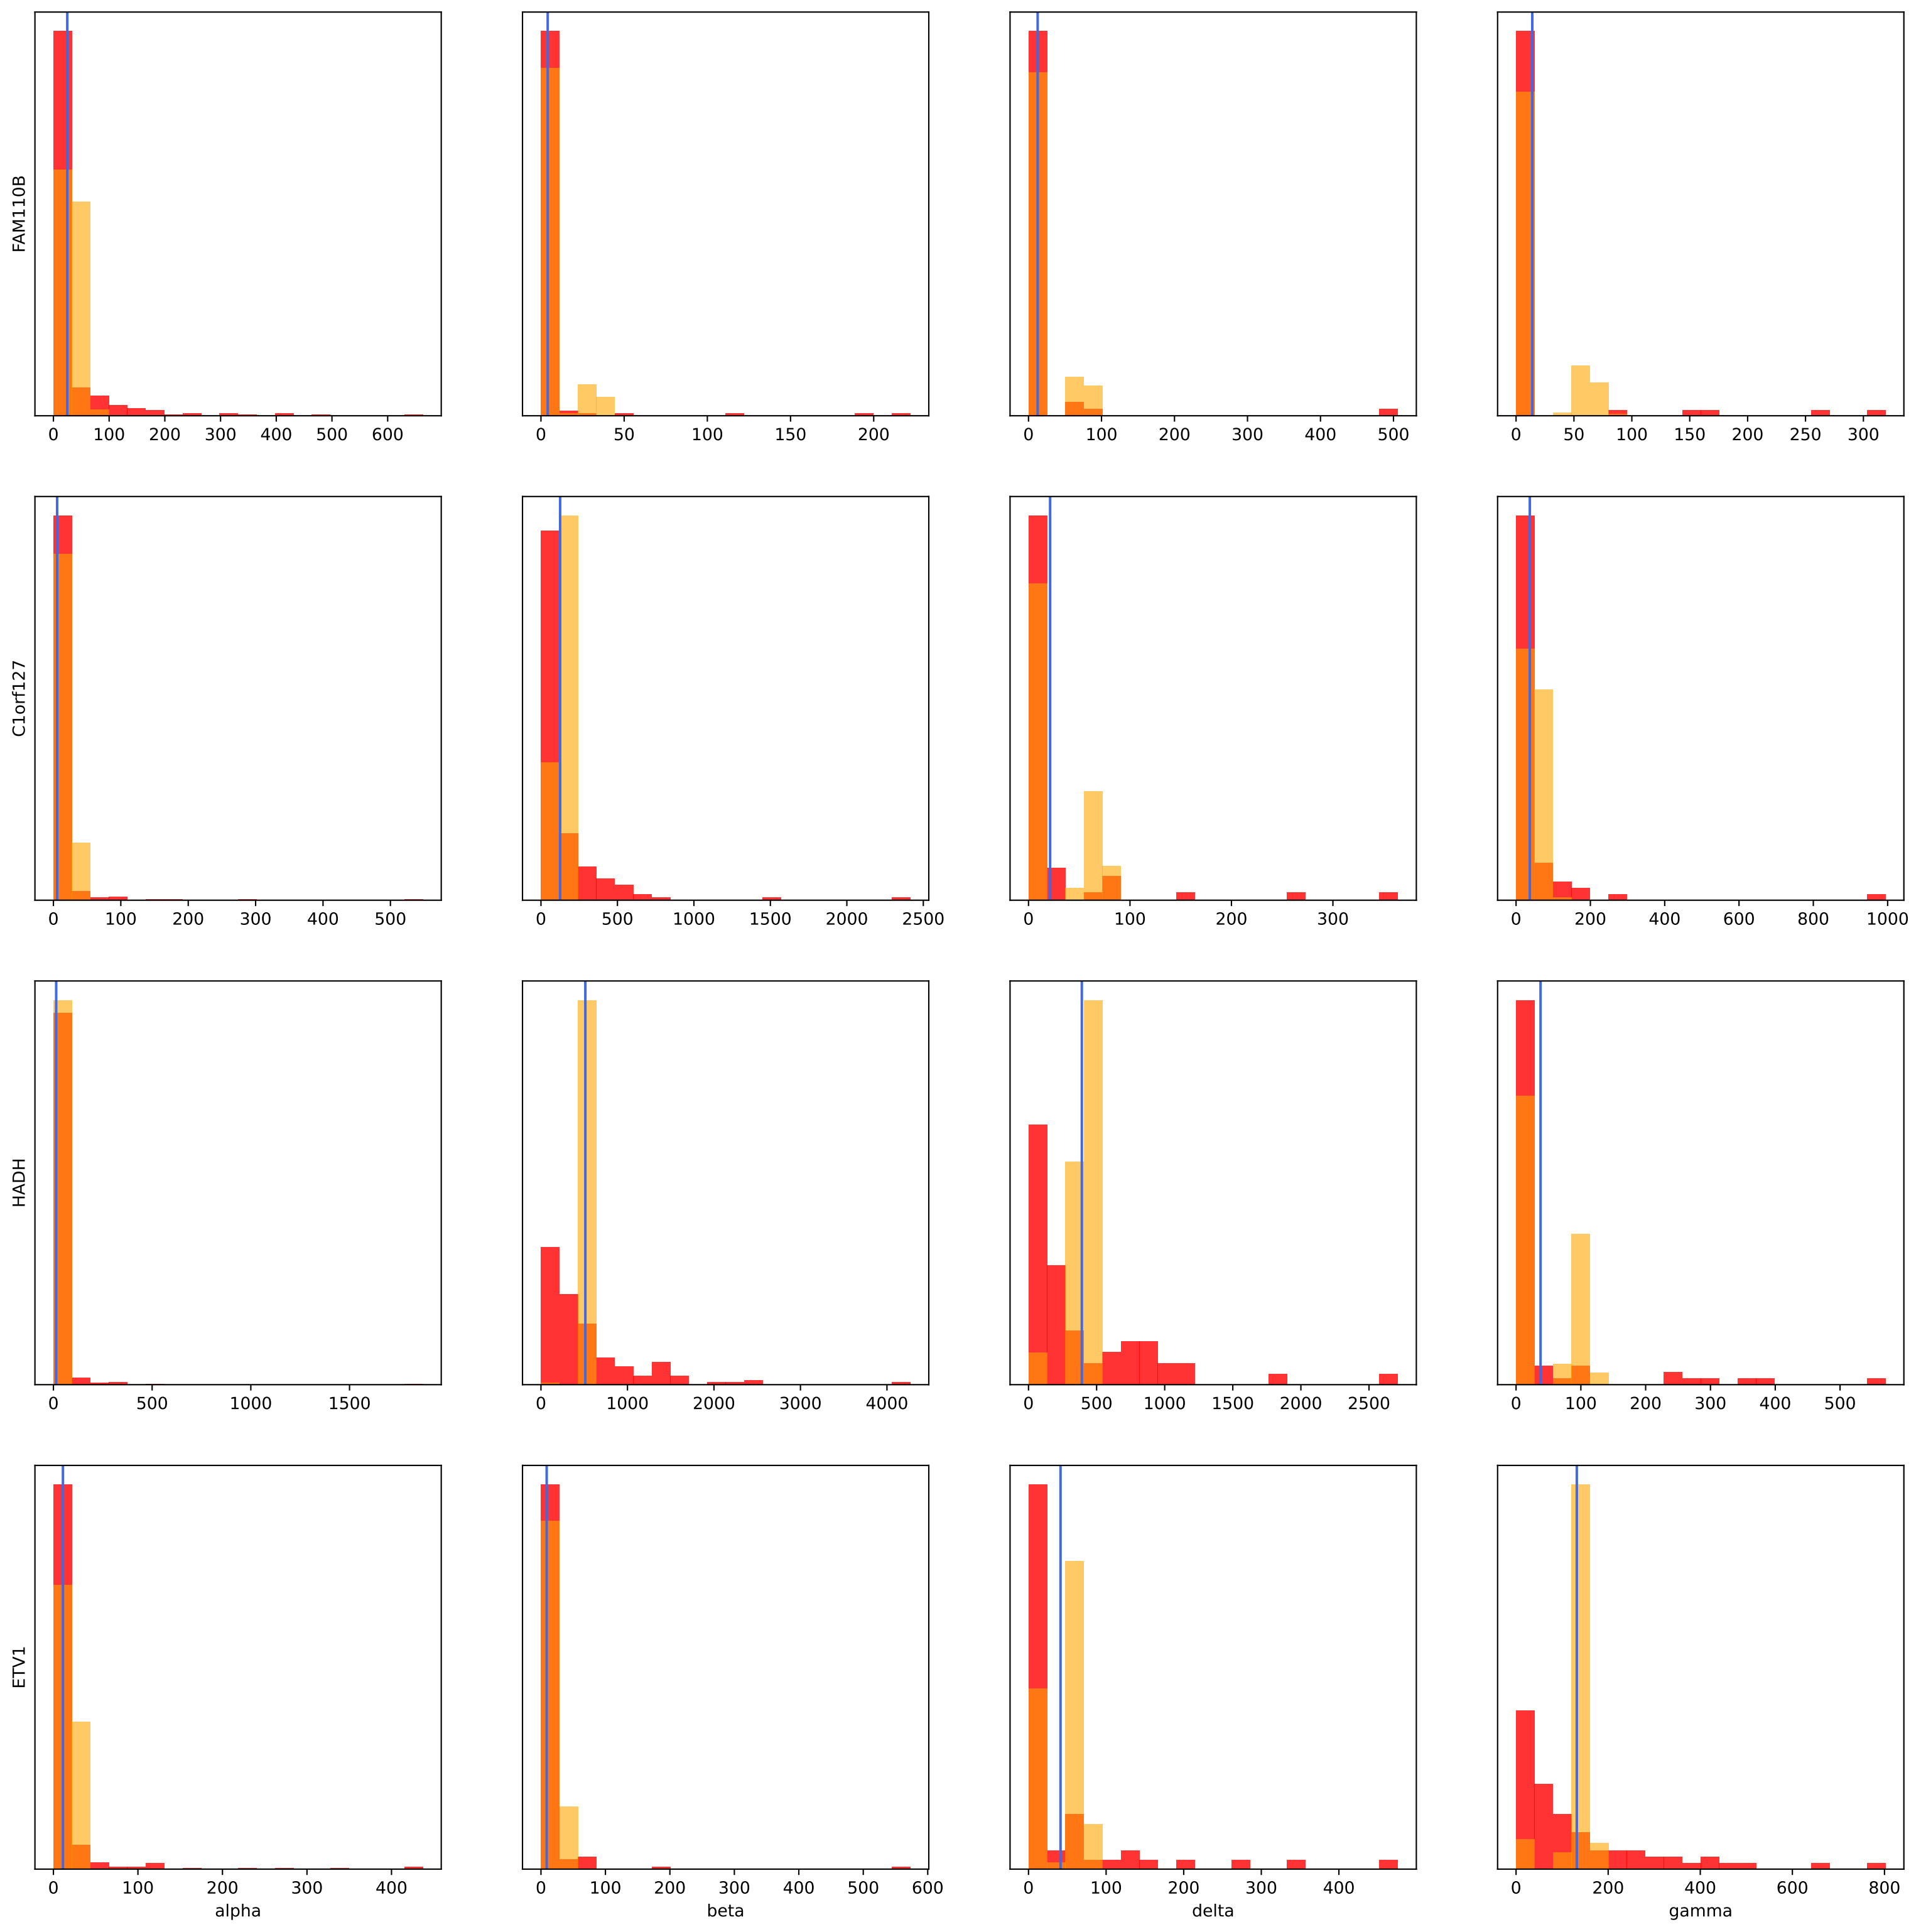 FAM110B
0 100 200 300 400 500 600
0 50 100 150 200
0 100 200 300 400 500
0 50 100 150 200 250 300
C1orf127
0 100 200 300 400 500
0 500 1000 1500 2000 2500
0 100 200 300
0 200 400 600 800 1000
HADH
0 500 1000 1500
0 1000 2000 3000 4000
0 500 1000 1500 2000 2500
0 100 200 300 400 500
ETV1
0 100 200 300 400
0 100 200 300 400 500 600
0 100 200 300 400
0 200 400 600 800
alpha
beta
delta
gamma